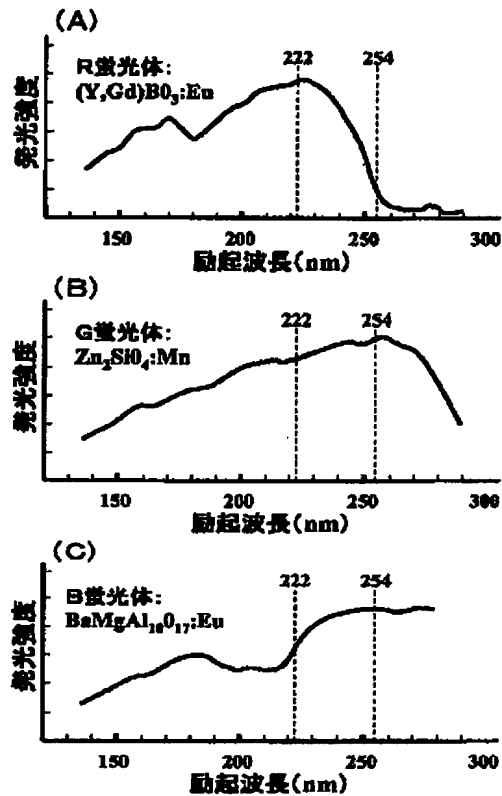 (A)
222 254
R蛍光体:
(Y,Gd)BO₃:Eu
発光強度
150 200 250 300
励起波長(nm)
(B)
222 254
G蛍光体:
Zn₂SiO₄:Mn
発光強度
150 200 250 300
励起波長(nm)
(C)
222 254
B蛍光体:
BaMgAl₁₀O₁₇:Eu
発光強度
150 200 250 300
励起波長(nm)